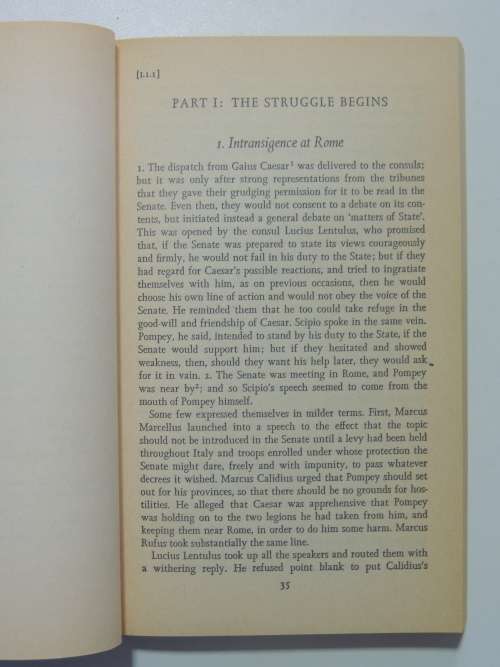 [I.1.1]
PART I: THE STRUGGLE BEGINS
1. Intransigence at Rome
1. The dispatch from Gaius Caesar¹ was delivered to the consuls;
but it was only after strong representations from the tribunes
that they gave their grudging permission for it to be read in the
Senate. Even then, they would not consent to a debate on its con-
tents, but initiated instead a general debate on 'matters of State'.
This was opened by the consul Lucius Lentulus, who promised
that, if the Senate was prepared to state its views courageously
and firmly, he would not fail in his duty to the State; but if they
had regard for Caesar's possible reactions, and tried to ingratiate
themselves with him, as on previous occasions, then he would
choose his own line of action and would not obey the voice of the
Senate. He reminded them that he too could take refuge in the
good-will and friendship of Caesar. Scipio spoke in the same vein.
Pompey, he said, intended to stand by his duty to the State, if the
Senate would support him; but if they hesitated and showed
weakness, then, should they want his help later, they would ask
for it in vain. 2. The Senate was meeting in Rome, and Pompey
was near by²; and so Scipio's speech seemed to come from the
mouth of Pompey himself.
Some few expressed themselves in milder terms. First, Marcus
Marcellus launched into a speech to the effect that the topic
should not be introduced in the Senate until a levy had been held
throughout Italy and troops enrolled under whose protection the
Senate might dare, freely and with impunity, to pass whatever
decrees it wished. Marcus Calidius urged that Pompey should set
out for his provinces, so that there should be no grounds for hos-
tilities. He alleged that Caesar was apprehensive that Pompey
was holding on to the two legions he had taken from him, and
keeping them near Rome, in order to do him some harm. Marcus
Rufus took substantially the same line.
Lucius Lentulus took up all the speakers and routed them with
a withering reply. He refused point blank to put Calidius's
35